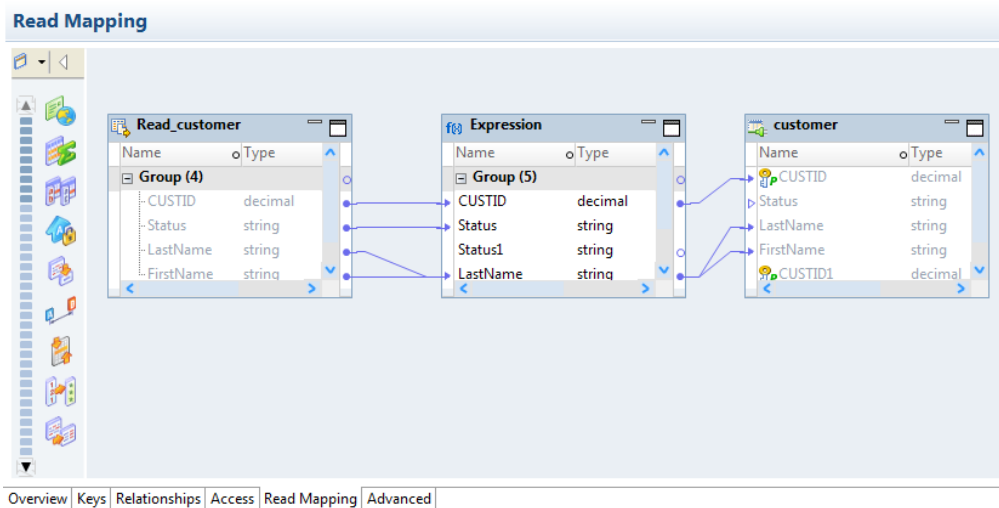 Read Mapping
Read_customer
Name Type
Group (4)
CUSTID decimal
Status string
LastName string
FirstName string
f(x) Expression
Name Type
Group (5)
CUSTID decimal
Status string
Status1 string
LastName string
customer
Name Type
CUSTID decimal
Status string
LastName string
FirstName string
CUSTID1 decimal
Overview Keys Relationships Access Read Mapping Advanced